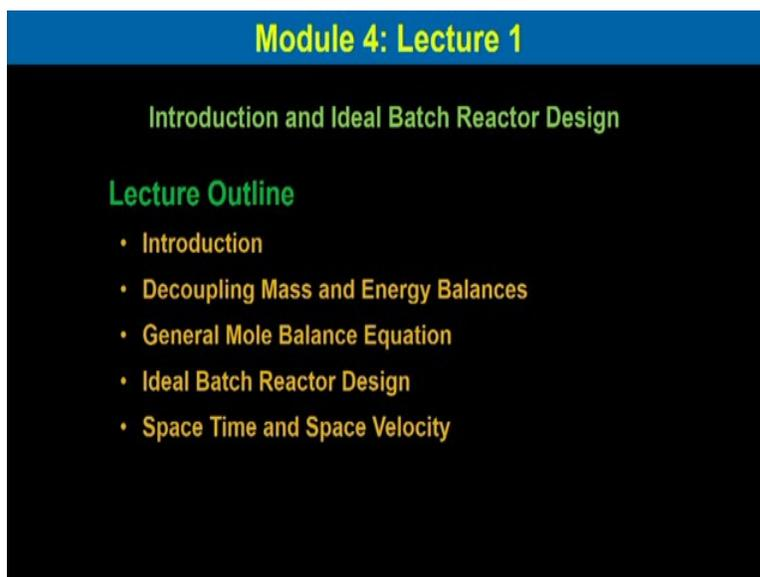 Module 4: Lecture 1
Introduction and Ideal Batch Reactor Design
Lecture Outline
• Introduction
• Decoupling Mass and Energy Balances
• General Mole Balance Equation
• Ideal Batch Reactor Design
• Space Time and Space Velocity